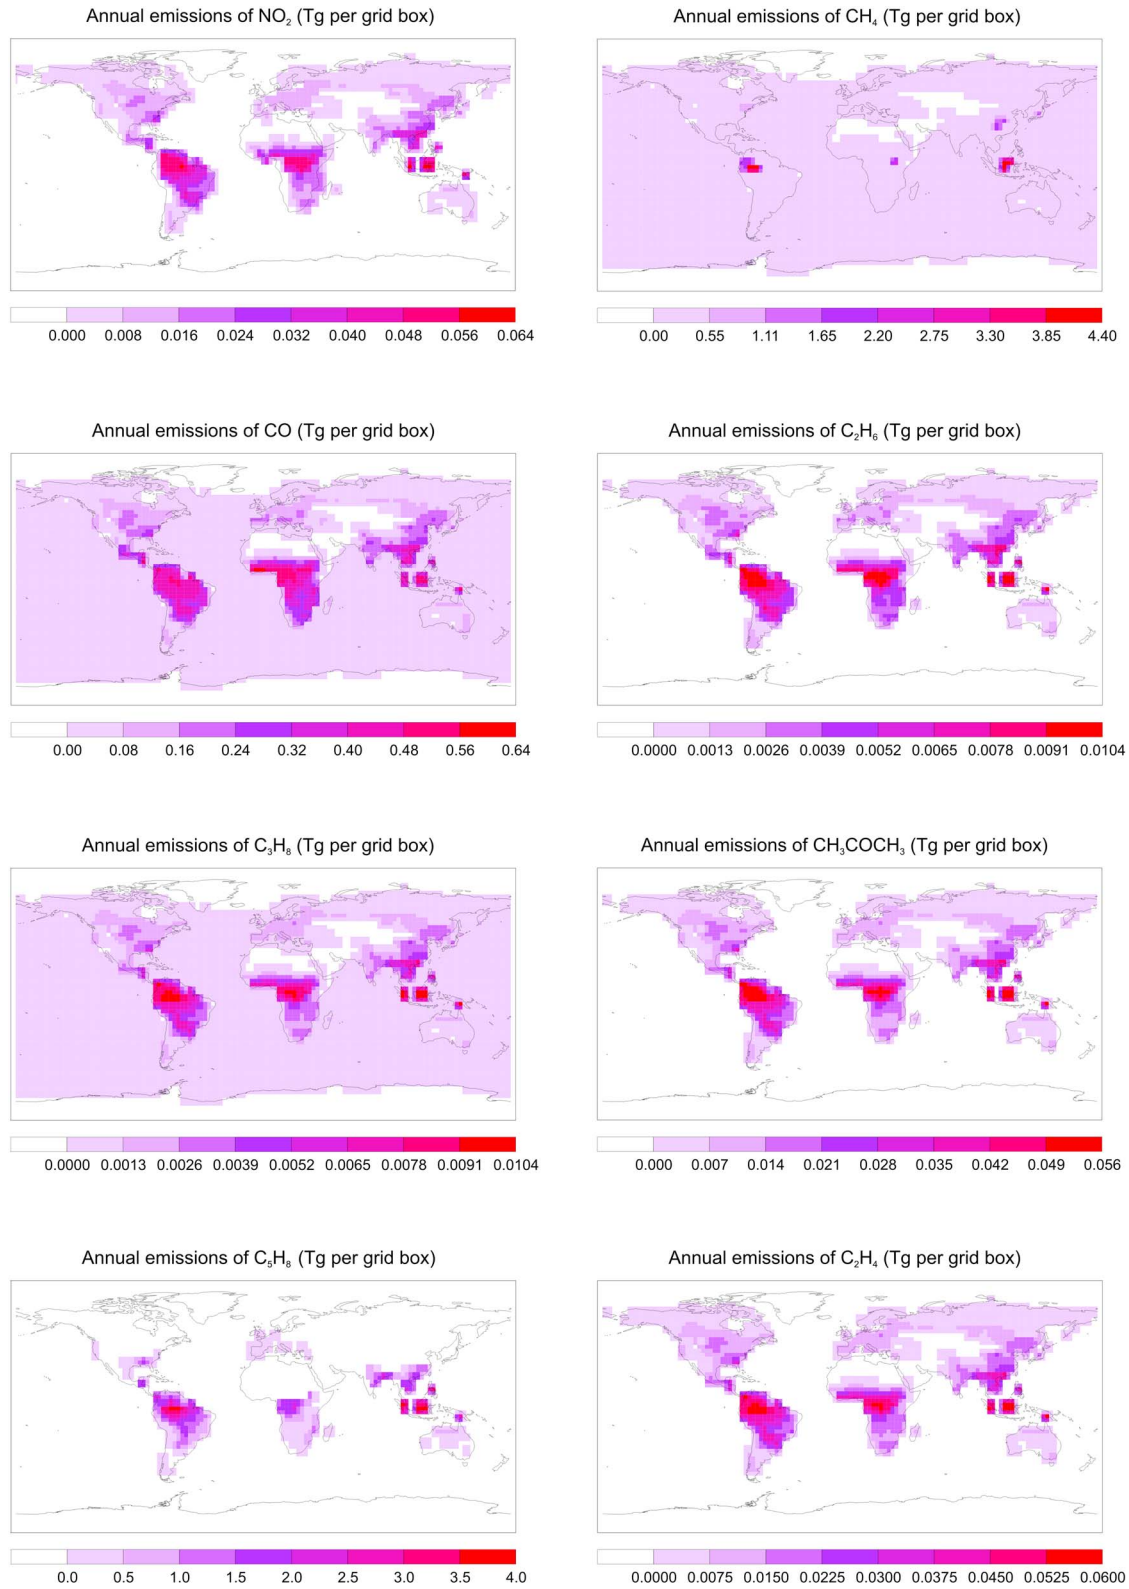 Annual emissions of NO₂ (Tg per grid box)
Annual emissions of CH₄ (Tg per grid box)
0.000 0.008 0.016 0.024 0.032 0.040 0.048 0.056 0.064
0.00 0.55 1.11 1.65 2.20 2.75 3.30 3.85 4.40
Annual emissions of CO (Tg per grid box)
Annual emissions of C₂H₆ (Tg per grid box)
0.00 0.08 0.16 0.24 0.32 0.40 0.48 0.56 0.64
0.0000 0.0013 0.0026 0.0039 0.0052 0.0065 0.0078 0.0091 0.0104
Annual emissions of C₃H₈ (Tg per grid box)
Annual emissions of CH₃COCH₃ (Tg per grid box)
0.0000 0.0013 0.0026 0.0039 0.0052 0.0065 0.0078 0.0091 0.0104
0.000 0.007 0.014 0.021 0.028 0.035 0.042 0.049 0.056
Annual emissions of C₅H₈ (Tg per grid box)
Annual emissions of C₂H₄ (Tg per grid box)
0.0 0.5 1.0 1.5 2.0 2.5 3.0 3.5 4.0
0.0000 0.0075 0.0150 0.0225 0.0300 0.0375 0.0450 0.0525 0.0600